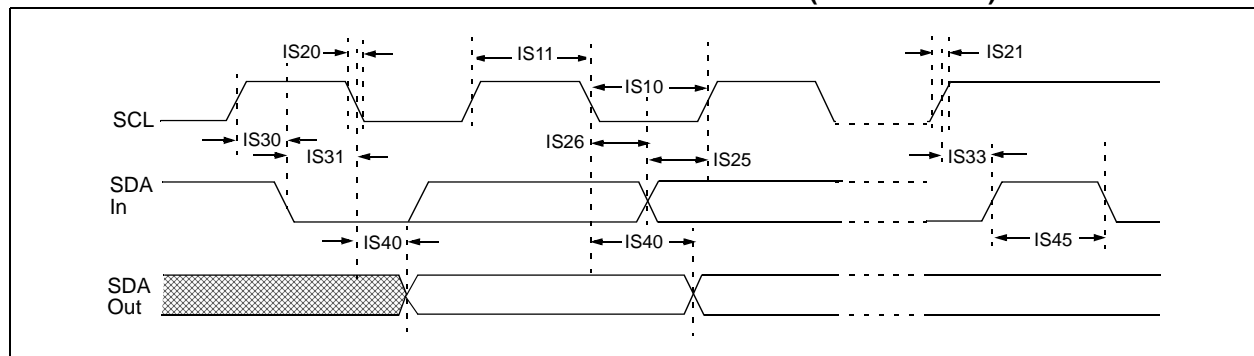 IS20
IS11
IS21
IS10
SCL
IS30
IS26
IS31
IS25
IS33
SDA
In
IS40
IS40
IS45
SDA
Out